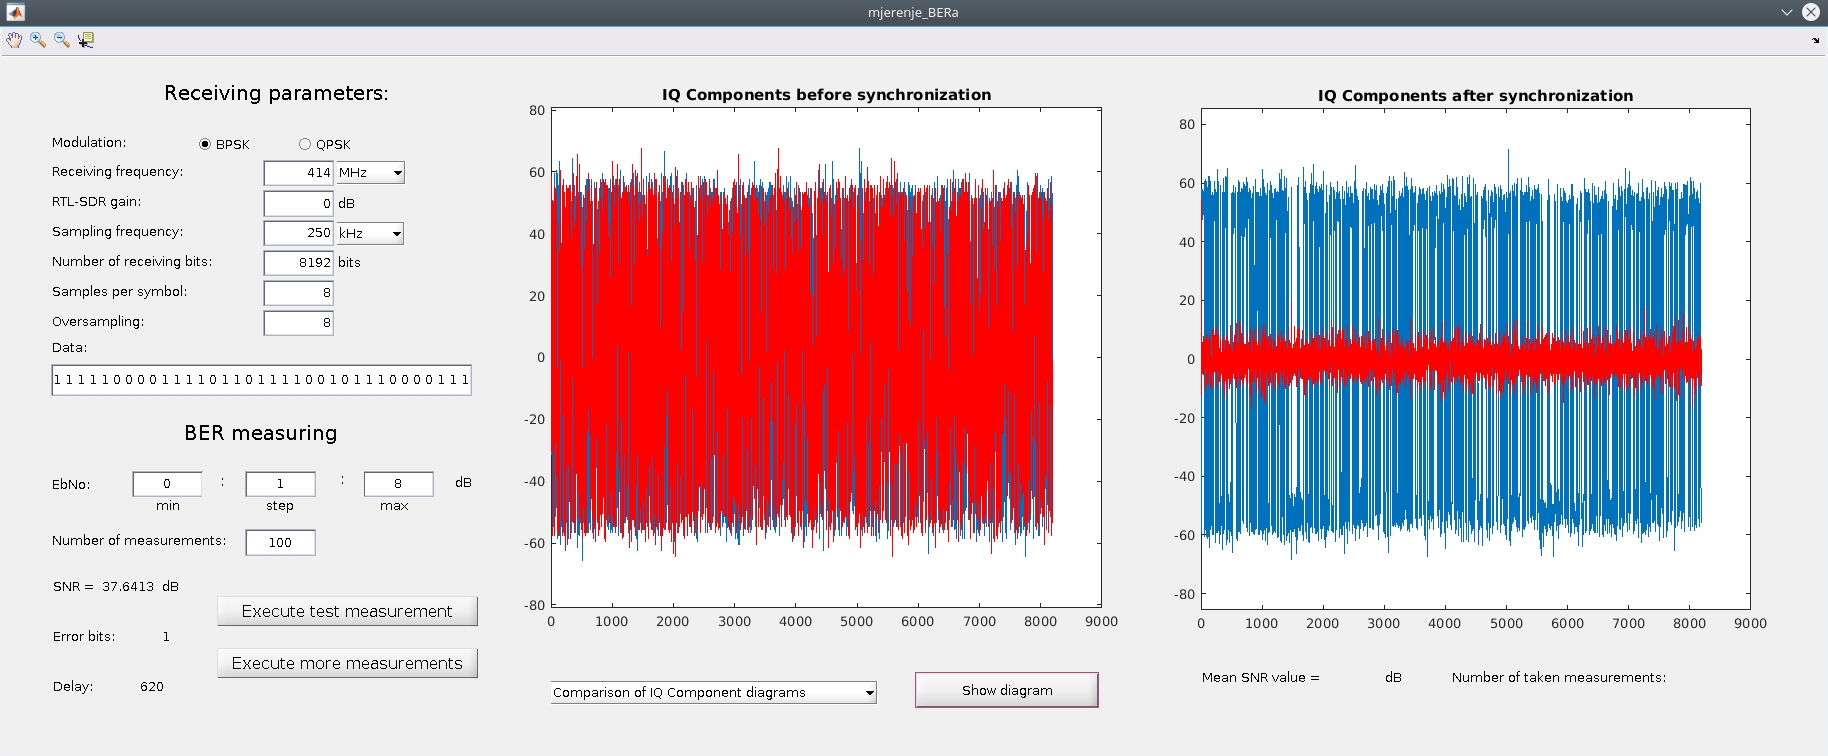 mjerenje_BERa
Receiving parameters:
Modulation: BPSK QPSK
Receiving frequency: 414 MHz
RTL-SDR gain: 0 dB
Sampling frequency: 250 kHz
Number of receiving bits: 8192 bits
Samples per symbol: 8
Oversampling: 8
Data:
1 1 1 1 1 0 0 0 0 1 1 1 1 0 1 1 0 1 1 1 1 0 0 1 0 1 1 1 0 0 0 0 1 1 1
BER measuring
EbNo: 0 : 1 : 8 dB
min step max
Number of measurements: 100
SNR = 37.6413 dB
Execute test measurement
Error bits: 1
Execute more measurements
Delay: 620
IQ Components before synchronization
80
60
40
20
0
-20
-40
-60
-80
0 1000 2000 3000 4000 5000 6000 7000 8000 9000
Comparison of IQ Component diagrams
Show diagram
IQ Components after synchronization
80
60
40
20
0
-20
-40
-60
-80
0 1000 2000 3000 4000 5000 6000 7000 8000 9000
Mean SNR value = dB Number of taken measurements: